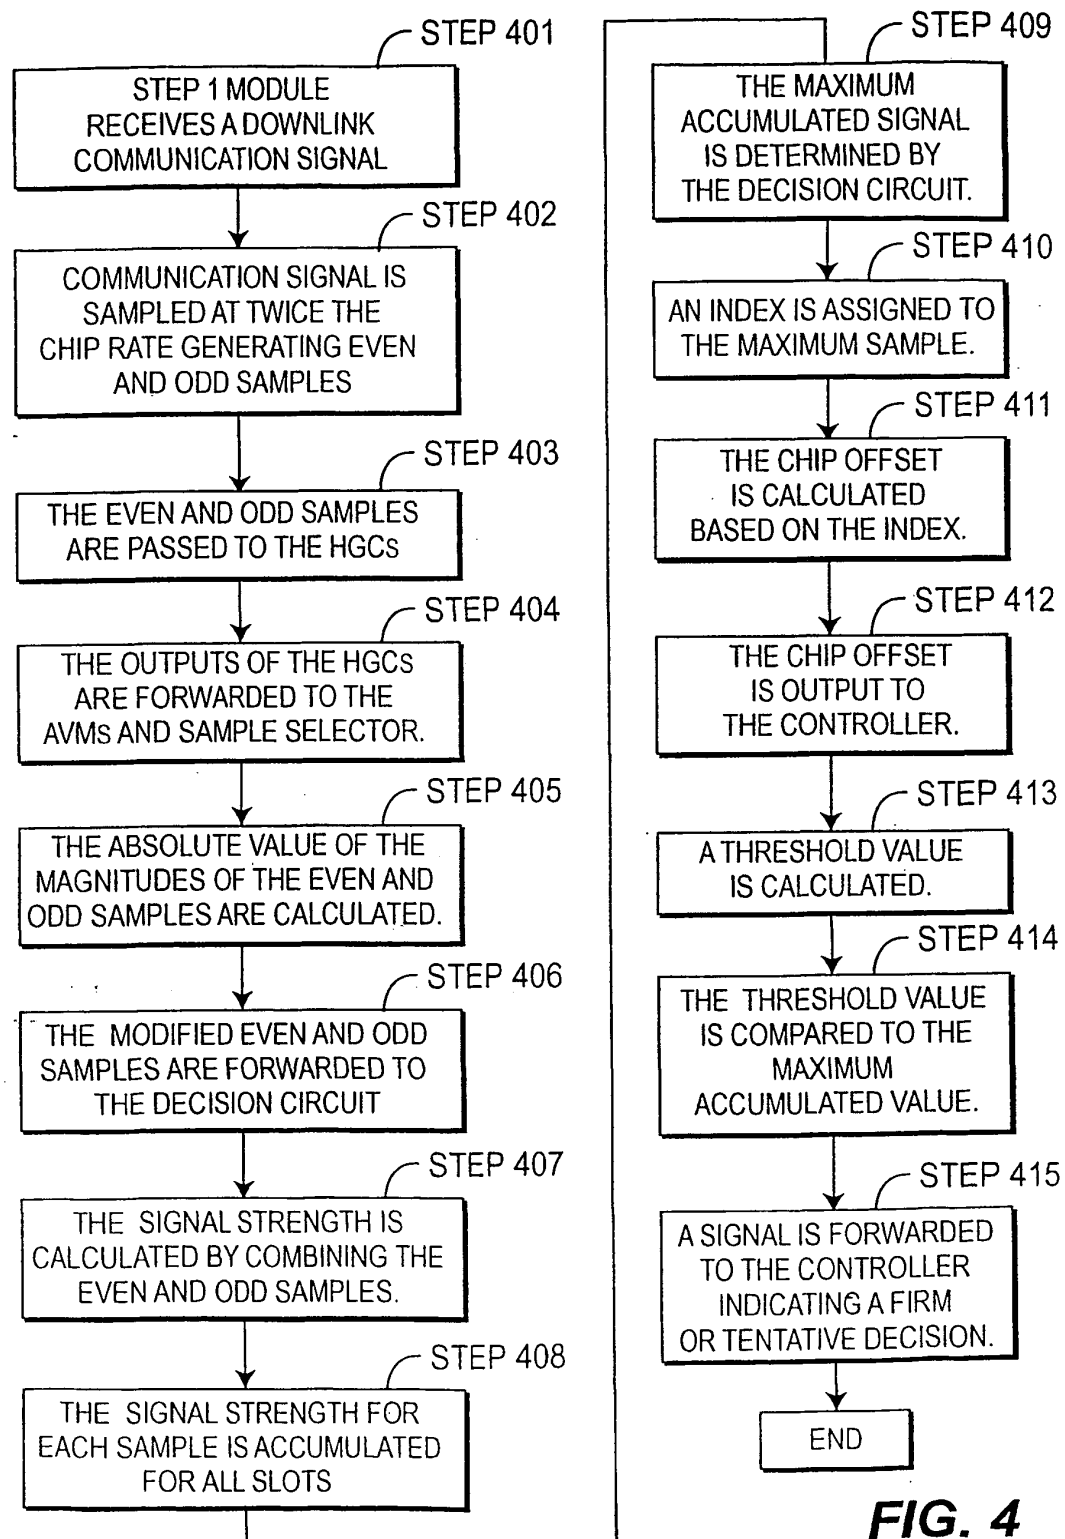 STEP 401
STEP 1 MODULE
RECEIVES A DOWNLINK
COMMUNICATION SIGNAL
STEP 402
COMMUNICATION SIGNAL IS
SAMPLED AT TWICE THE
CHIP RATE GENERATING EVEN
AND ODD SAMPLES
STEP 403
THE EVEN AND ODD SAMPLES
ARE PASSED TO THE HGCs
STEP 404
THE OUTPUTS OF THE HGCs
ARE FORWARDED TO THE
AVMs AND SAMPLE SELECTOR.
STEP 405
THE ABSOLUTE VALUE OF THE
MAGNITUDES OF THE EVEN AND
ODD SAMPLES ARE CALCULATED.
STEP 406
THE MODIFIED EVEN AND ODD
SAMPLES ARE FORWARDED TO
THE DECISION CIRCUIT
STEP 407
THE SIGNAL STRENGTH IS
CALCULATED BY COMBINING THE
EVEN AND ODD SAMPLES.
STEP 408
THE SIGNAL STRENGTH FOR
EACH SAMPLE IS ACCUMULATED
FOR ALL SLOTS
STEP 409
THE MAXIMUM
ACCUMULATED SIGNAL
IS DETERMINED BY
THE DECISION CIRCUIT.
STEP 410
AN INDEX IS ASSIGNED TO
THE MAXIMUM SAMPLE.
STEP 411
THE CHIP OFFSET
IS CALCULATED
BASED ON THE INDEX.
STEP 412
THE CHIP OFFSET
IS OUTPUT TO
THE CONTROLLER.
STEP 413
A THRESHOLD VALUE
IS CALCULATED.
STEP 414
THE THRESHOLD VALUE
IS COMPARED TO THE
MAXIMUM
ACCUMULATED VALUE.
STEP 415
A SIGNAL IS FORWARDED
TO THE CONTROLLER
INDICATING A FIRM
OR TENTATIVE DECISION.
END
FIG. 4